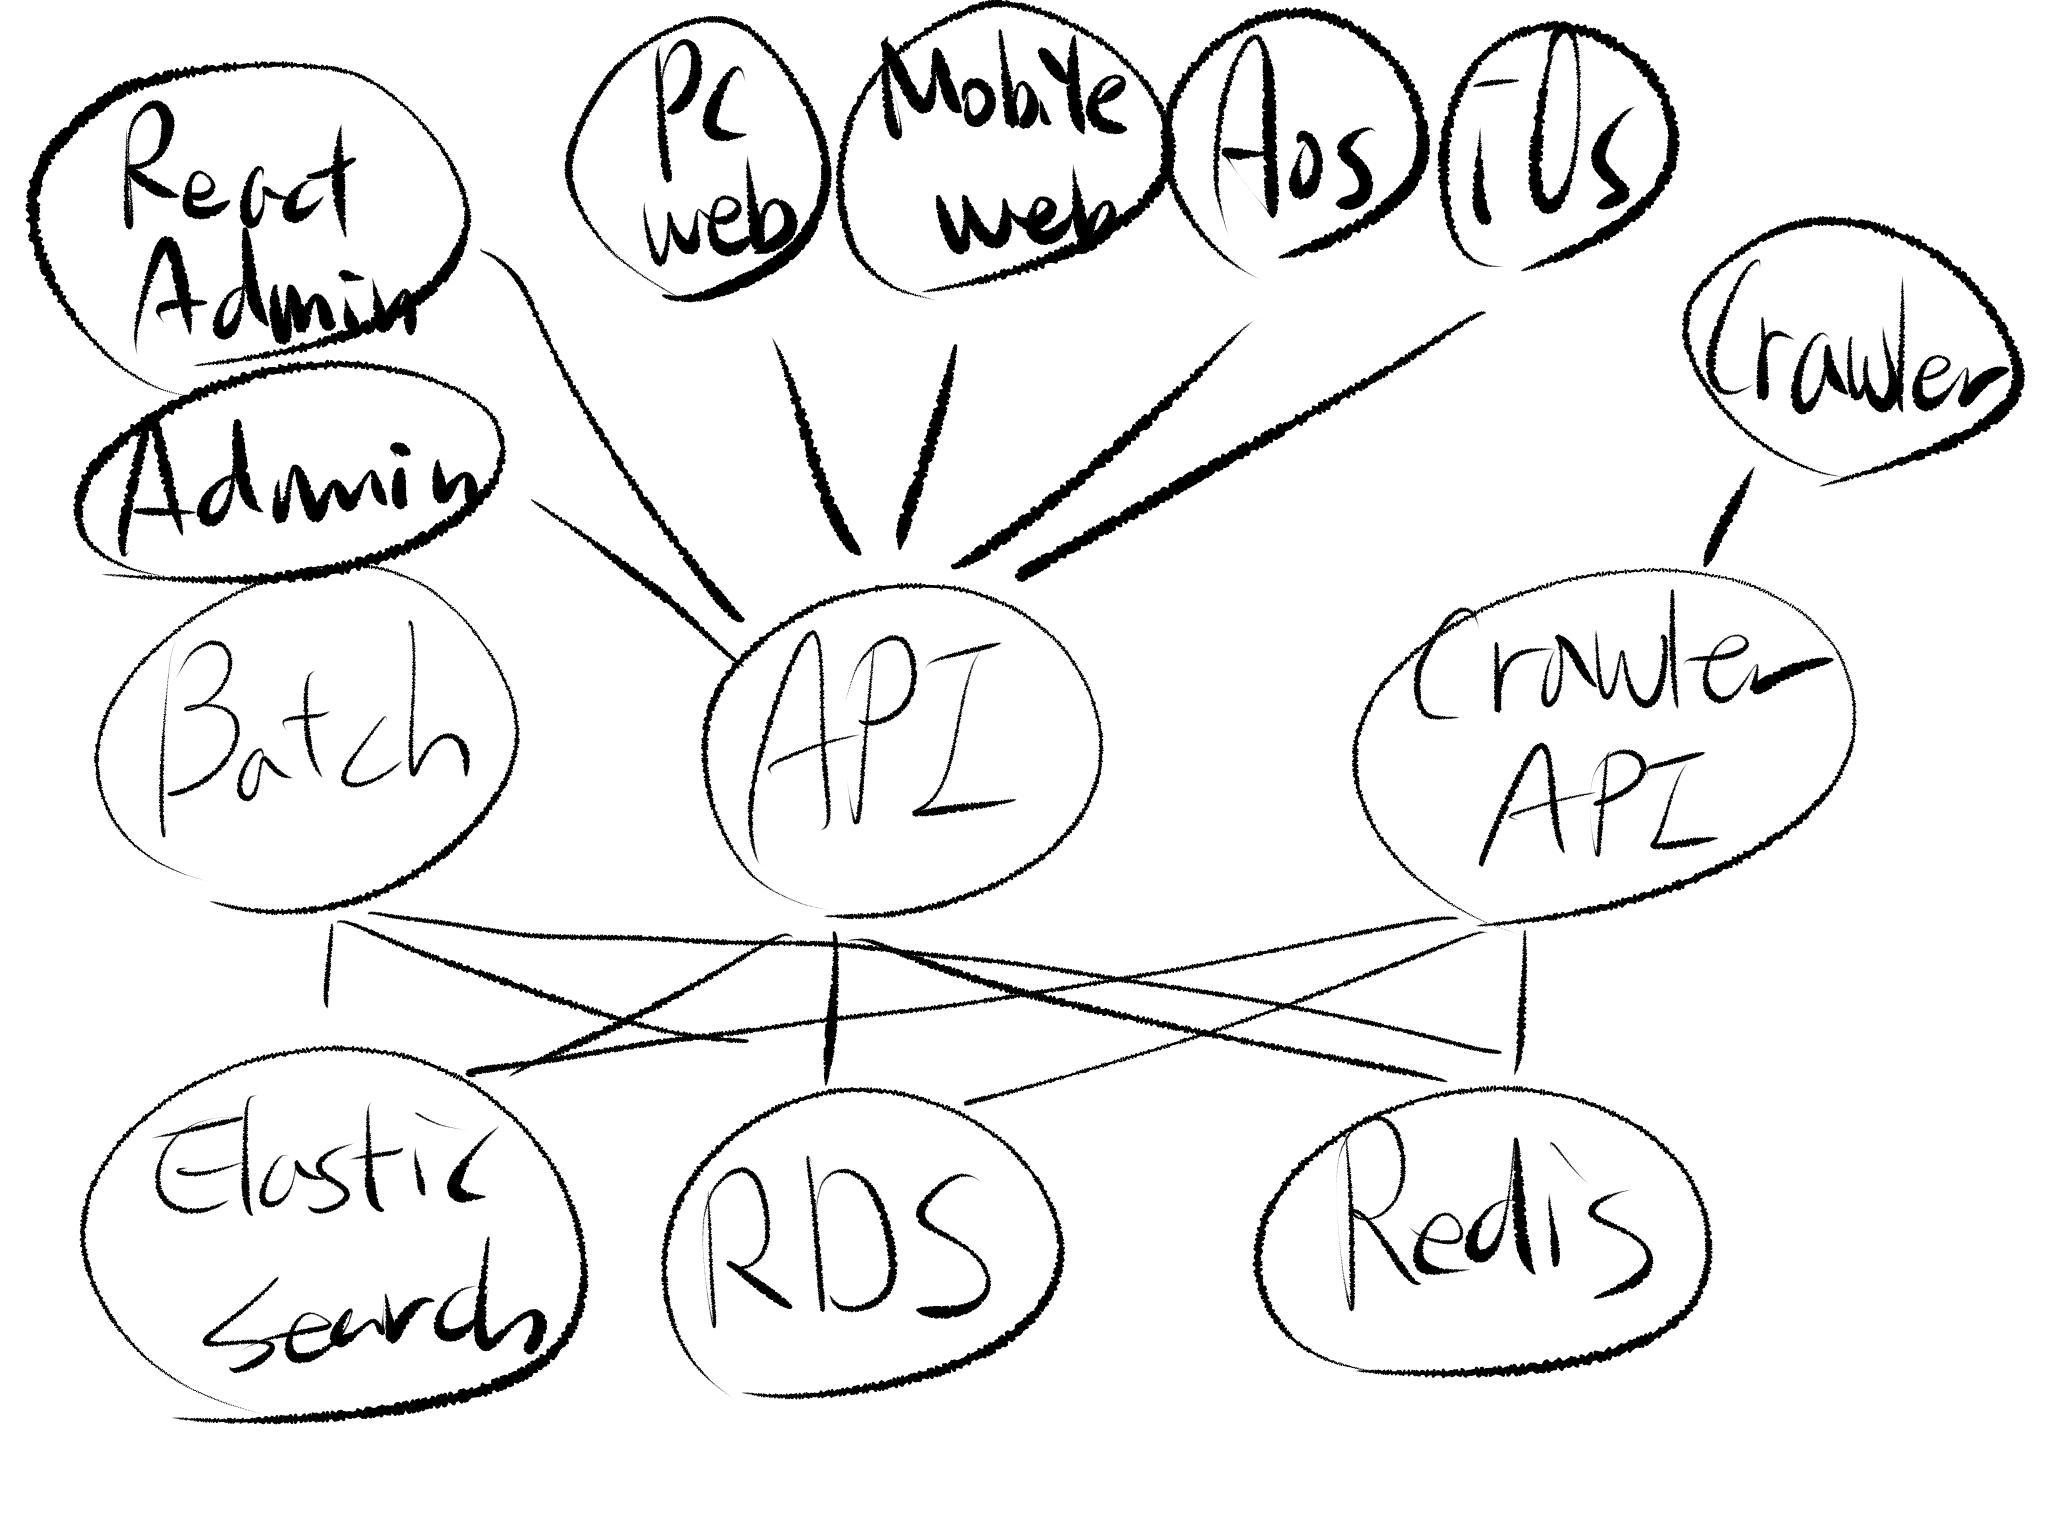 React
Admin
PC
web
Mobile
web
Aos
iOs
Crawler
Admin
Batch
API
Crawler
API
Elastic
search
RDS
Redis